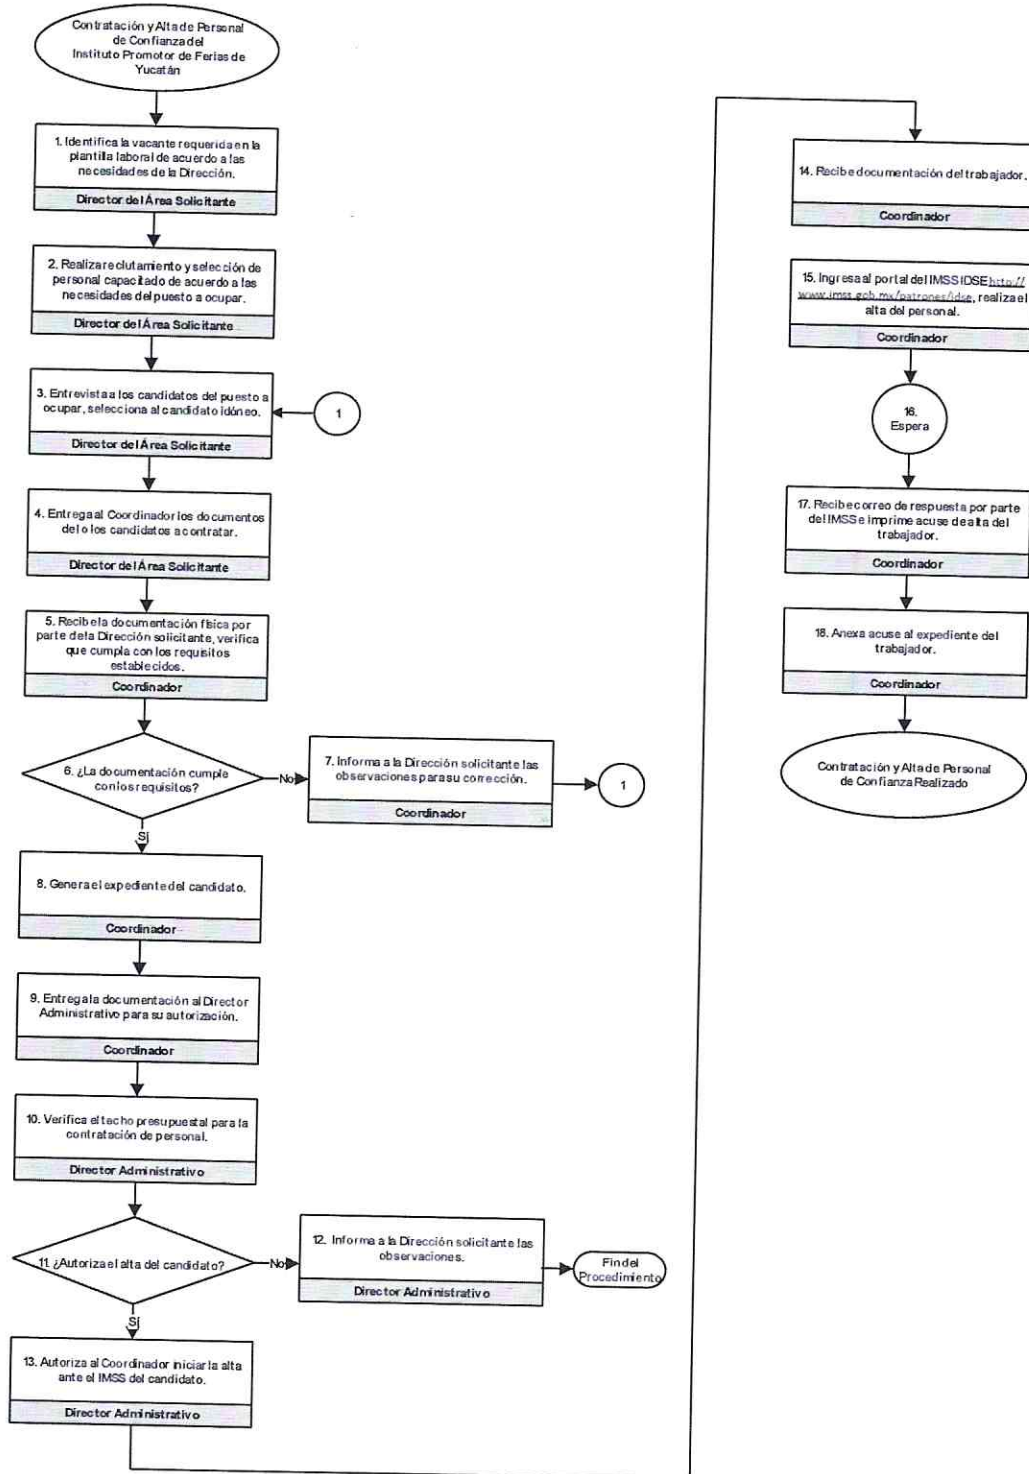 Contratación y Alta de Personal
de Confianza del
Instituto Promotor de Ferias de
Yucatán
1. Identifica la vacante requerida en la
plantilla laboral de acuerdo a las
necesidades de la Dirección.
Director del Área Solicitante
2. Realiza reclutamiento y selección de
personal capacitado de acuerdo a las
necesidades del puesto a ocupar.
Director del Área Solicitante
3. Entrevista a los candidatos del puesto a
ocupar, selecciona al candidato idóneo.
Director del Área Solicitante
1
4. Entrega al Coordinador los documentos
del o los candidatos a contratar.
Director del Área Solicitante
5. Recibe la documentación física por
parte de la Dirección solicitante, verifica
que cumpla con los requisitos
establecidos.
Coordinador
6. ¿La documentación cumple
con los requisitos?
No
7. Informa a la Dirección solicitante las
observaciones para su corrección.
Coordinador
1
Sí
8. Genera el expediente del candidato.
Coordinador
9. Entrega la documentación al Director
Administrativo para su autorización.
Coordinador
10. Verifica el techo presupuestal para la
contratación de personal.
Director Administrativo
11. ¿Autoriza el alta del candidato?
No
12. Informa a la Dirección solicitante las
observaciones.
Director Administrativo
Fin del
Procedimiento
Sí
13. Autoriza al Coordinador iniciar la alta
ante el IMSS del candidato.
Director Administrativo
14. Recibe documentación del trabajador.
Coordinador
15. Ingresa al portal del IMSS IDSE http://
www.imss.gob.mx/patrones/idse, realiza el
alta del personal.
Coordinador
16.
Espera
17. Recibe correo de respuesta por parte
del IMSS e imprime acuse de alta del
trabajador.
Coordinador
18. Anexa acuse al expediente del
trabajador.
Coordinador
Contratación y Alta de Personal
de Confianza Realizado